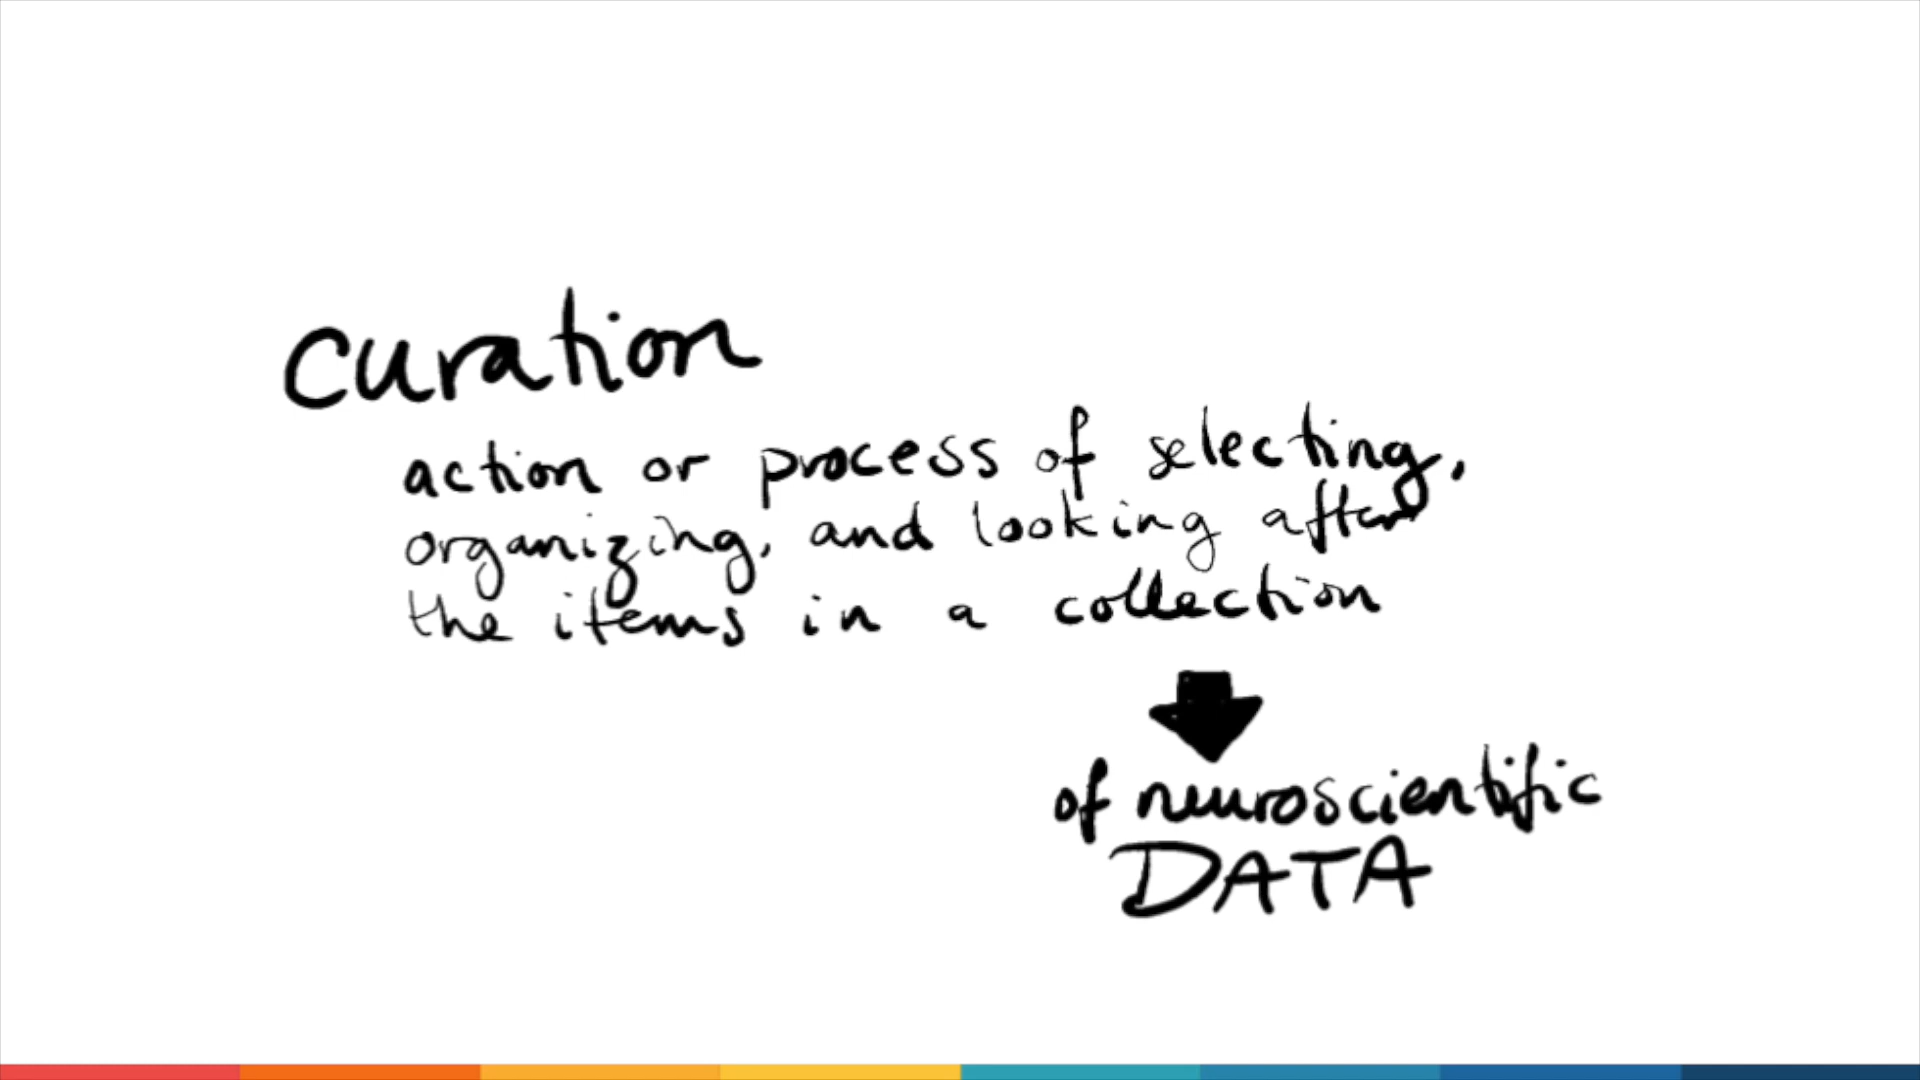 curation
action or process of selecting,
organizing, and looking after
the items in a collection
of neuroscientific
DATA